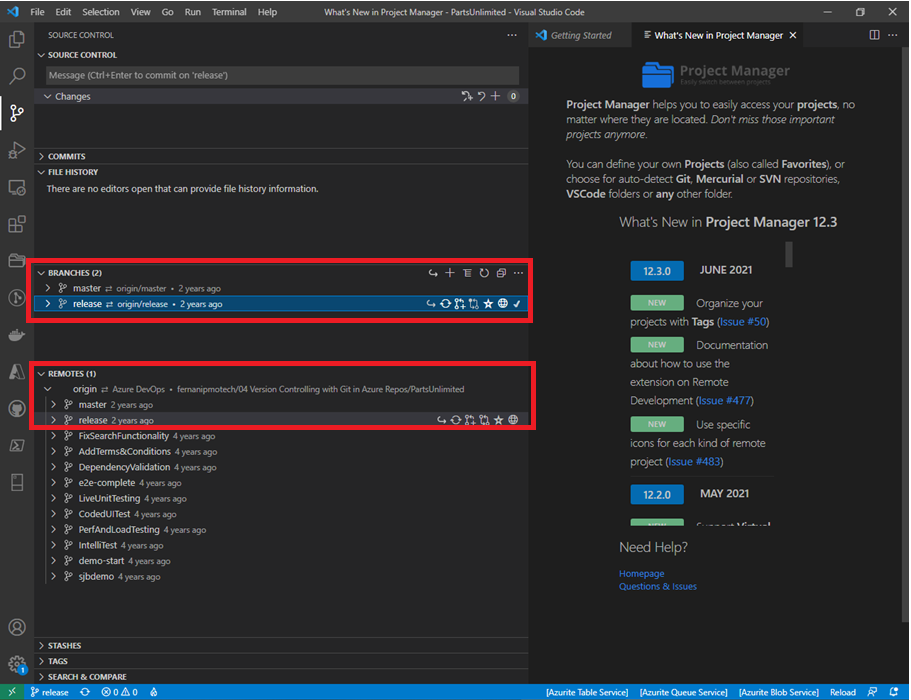 File Edit Selection View Go Run Terminal Help What's New in Project Manager - PartsUnlimited - Visual Studio Code
SOURCE CONTROL
SOURCE CONTROL
Message (Ctrl+Enter to commit on 'release')
Changes 0
COMMITS
FILE HISTORY
There are no editors open that can provide file history information.
BRANCHES (2)
master ⇄ origin/master • 2 years ago
release ⇄ origin/release • 2 years ago
REMOTES (1)
origin ⇄ Azure DevOps • fernanipmotech/04 Version Controlling with Git in Azure Repos/PartsUnlimited
master 2 years ago
release 2 years ago
FixSearchFunctionality 4 years ago
AddTerms&Conditions 4 years ago
DependencyValidation 4 years ago
e2e-complete 4 years ago
LiveUnitTesting 4 years ago
CodedUITest 4 years ago
PerfAndLoadTesting 4 years ago
IntelliTest 4 years ago
demo-start 4 years ago
sjbdemo 4 years ago
STASHES
TAGS
SEARCH & COMPARE
Getting Started What's New in Project Manager
Project Manager
Easily switch between projects
Project Manager helps you to easily access your projects, no
matter where they are located. Don't miss those important
projects anymore.
You can define your own Projects (also called Favorites), or
choose for auto-detect Git, Mercurial or SVN repositories,
VSCode folders or any other folder.
What's New in Project Manager 12.3
12.3.0 JUNE 2021
NEW Organize your
projects with Tags (Issue #50)
NEW Documentation
about how to use the
extension on Remote
Development (Issue #477)
NEW Use specific
icons for each kind of remote
project (Issue #483)
12.2.0 MAY 2021
NEW Support Virtual
Need Help?
Homepage
Questions & Issues
1
release 0 0 [Azurite Table Service] [Azurite Queue Service] [Azurite Blob Service] Reload